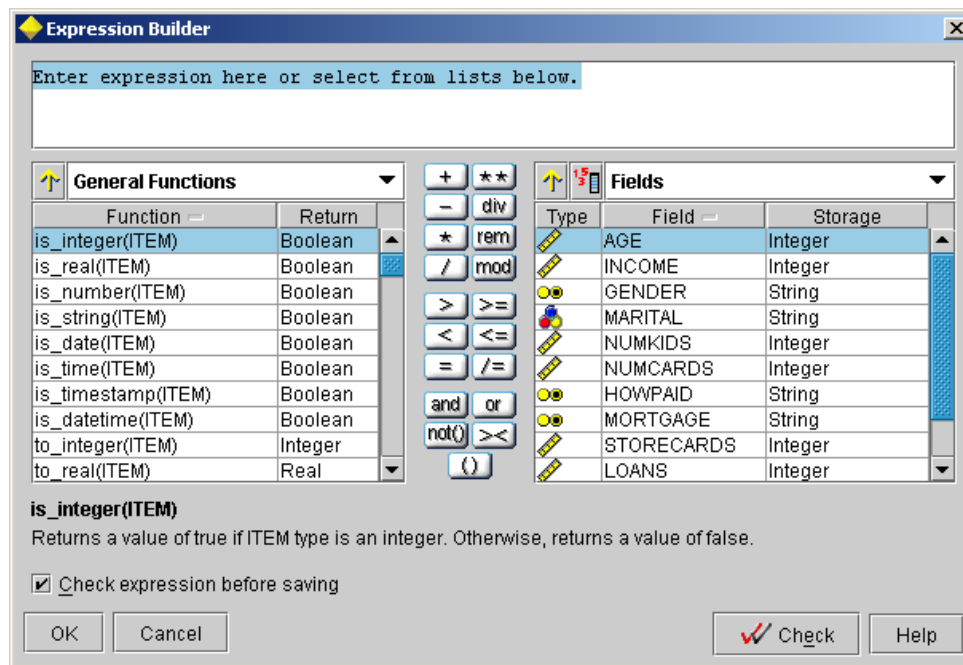 Expression Builder
Enter expression here or select from lists below.
General Functions
Function Return
is_integer(ITEM) Boolean
is_real(ITEM) Boolean
is_number(ITEM) Boolean
is_string(ITEM) Boolean
is_date(ITEM) Boolean
is_time(ITEM) Boolean
is_timestamp(ITEM) Boolean
is_datetime(ITEM) Boolean
to_integer(ITEM) Integer
to_real(ITEM) Real
+ **
− div
* rem
/ mod
> >=
< <=
= /=
and or
not() ><
()
Fields
Type Field Storage
AGE Integer
INCOME Integer
GENDER String
MARITAL String
NUMKIDS Integer
NUMCARDS Integer
HOWPAID String
MORTGAGE String
STORECARDS Integer
LOANS Integer
is_integer(ITEM)
Returns a value of true if ITEM type is an integer. Otherwise, returns a value of false.
Check expression before saving
OK Cancel Check Help